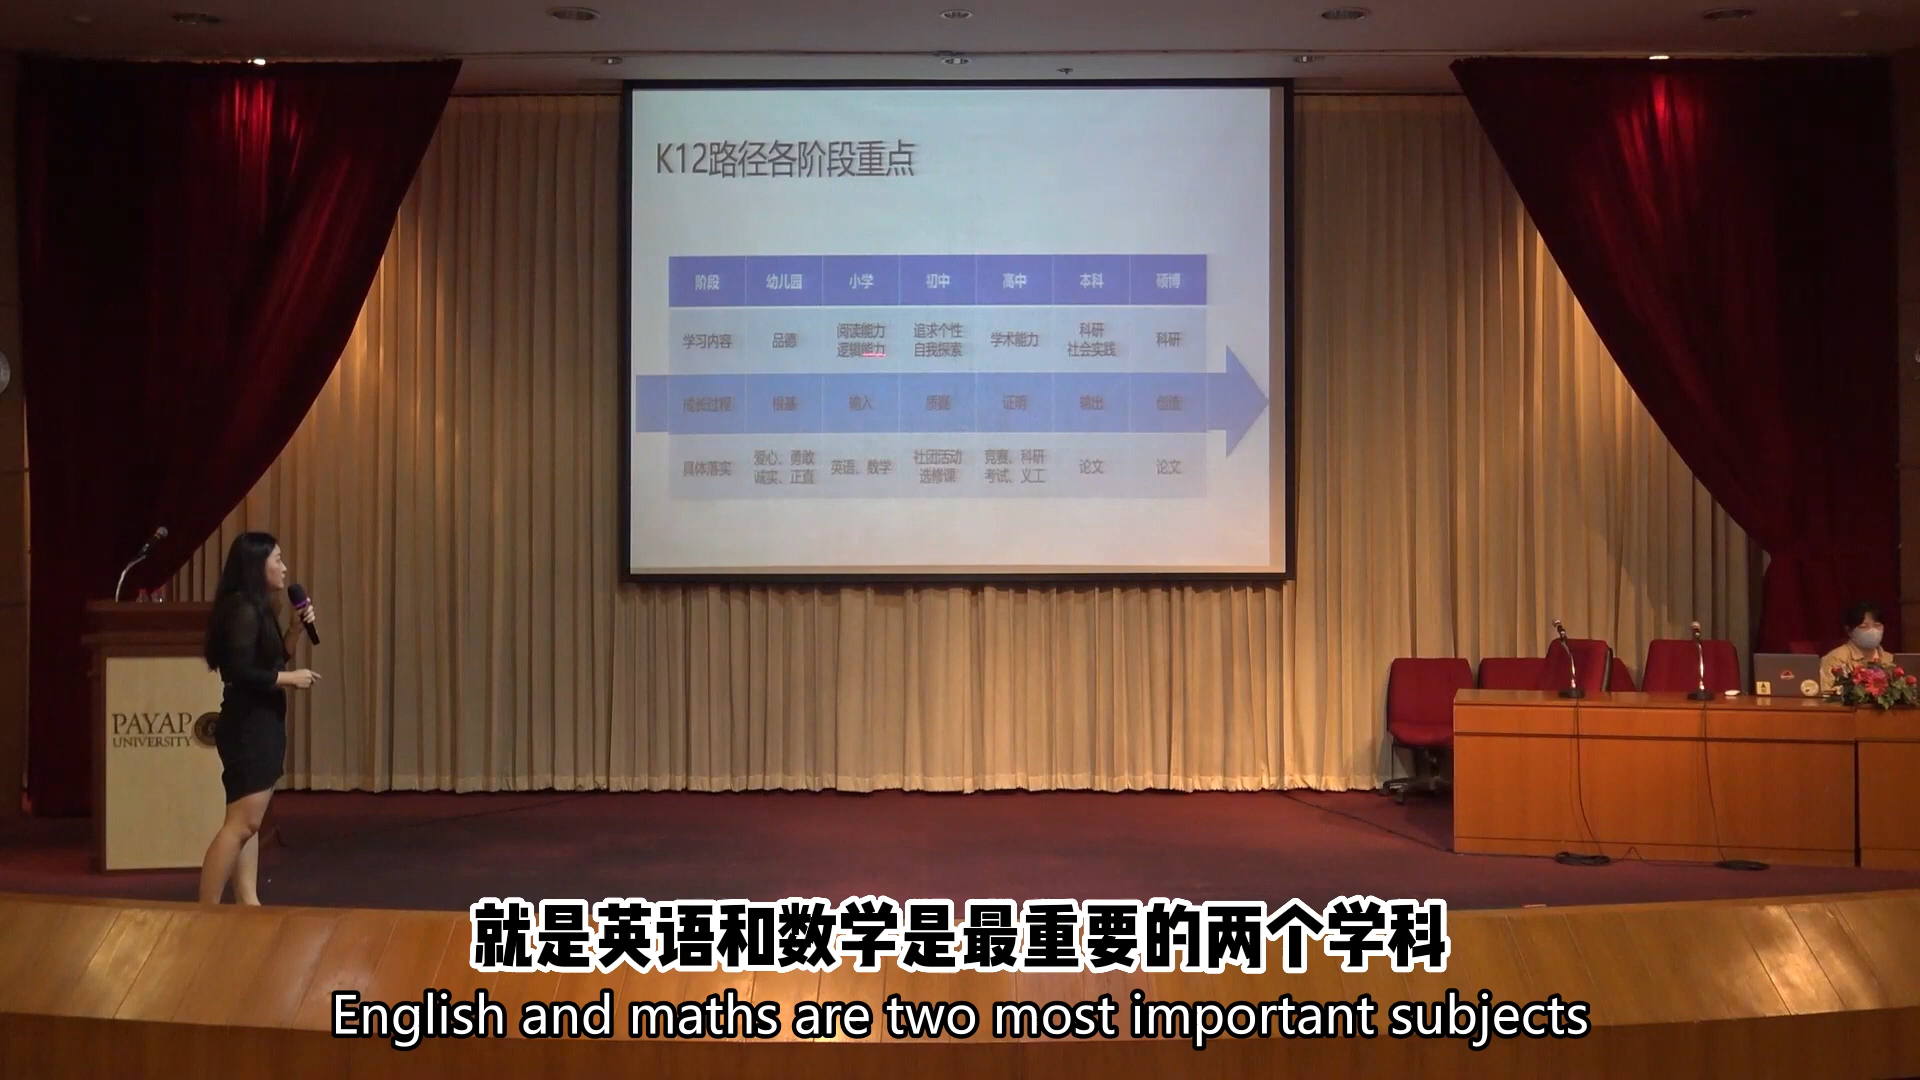 K12路径各阶段重点
阶段 幼儿园 小学 初中 高中 本科 硕博
学习内容 品德 阅读能力 逻辑能力 追求个性 自我探索 学术能力 科研 社会实践 科研
成长过程 根基 输入 质疑 证明 输出 创造
具体落实 爱心、勇敢 诚实、正直 英语、数学 社团活动 选修课 竞赛、科研 考试、义工 论文 论文
PAYAP
UNIVERSITY
就是英语和数学是最重要的两个学科
English and maths are two most important subjects